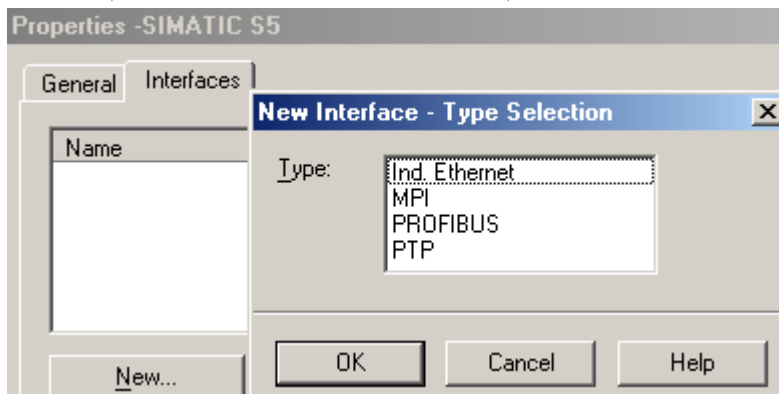 Properties -SIMATIC S5
General
Interfaces
New Interface - Type Selection
Name
Type:
Ind. Ethernet
MPI
PROFIBUS
PTP
New...
OK
Cancel
Help